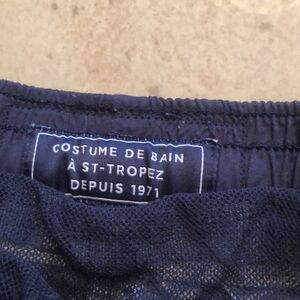 COSTUME DE BAIN
À ST-TROPEZ
DEPUIS 1971